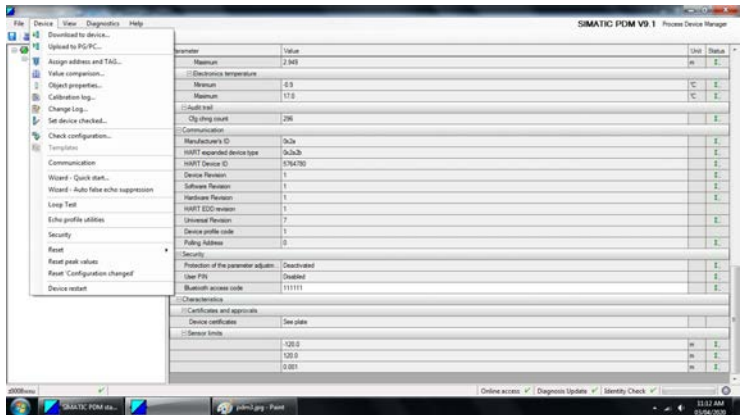 File Device View Diagnostics Help
SIMATIC PDM V9.1 Process Device Manager
Download to device...
Upload to PG/PC...
Assign address and TAG...
Value comparison...
Object properties...
Calibration log...
Change Log...
Set device checked...
Check configuration...
Templates
Communication
Wizard - Quick start...
Wizard - Auto false echo suppression
Loop Test
Echo profile utilities
Security
Reset
Reset peak values
Reset 'Configuration changed'
Device restart
Parameter Value Unit Status
Maximum 2.949 m
Electronics temperature
Minimum -0.5 °C
Maximum 17.0 °C
Audit trail
Cfg chng count 296
Communication
Manufacturer's ID 0x2a
HART expanded device type 0x2a2b
HART Device ID 5764780
Device Revision 1
Software Revision 1
Hardware Revision 1
HART EDD revision 1
Universal Revision 7
Device profile code 1
Polling Address 0
Security
Protection of the parameter adjustm... Deactivated
User PIN Disabled
Bluetooth access code 111111
Characteristics
Certificates and approvals
Device certificates See plate
Sensor limits
-120.0 m
120.0 m
0.001 m
Online access Diagnosis Update Identity Check
SIMATIC PDM sta...
pdm3.jpg - Paint
11:12 AM
03/04/2020